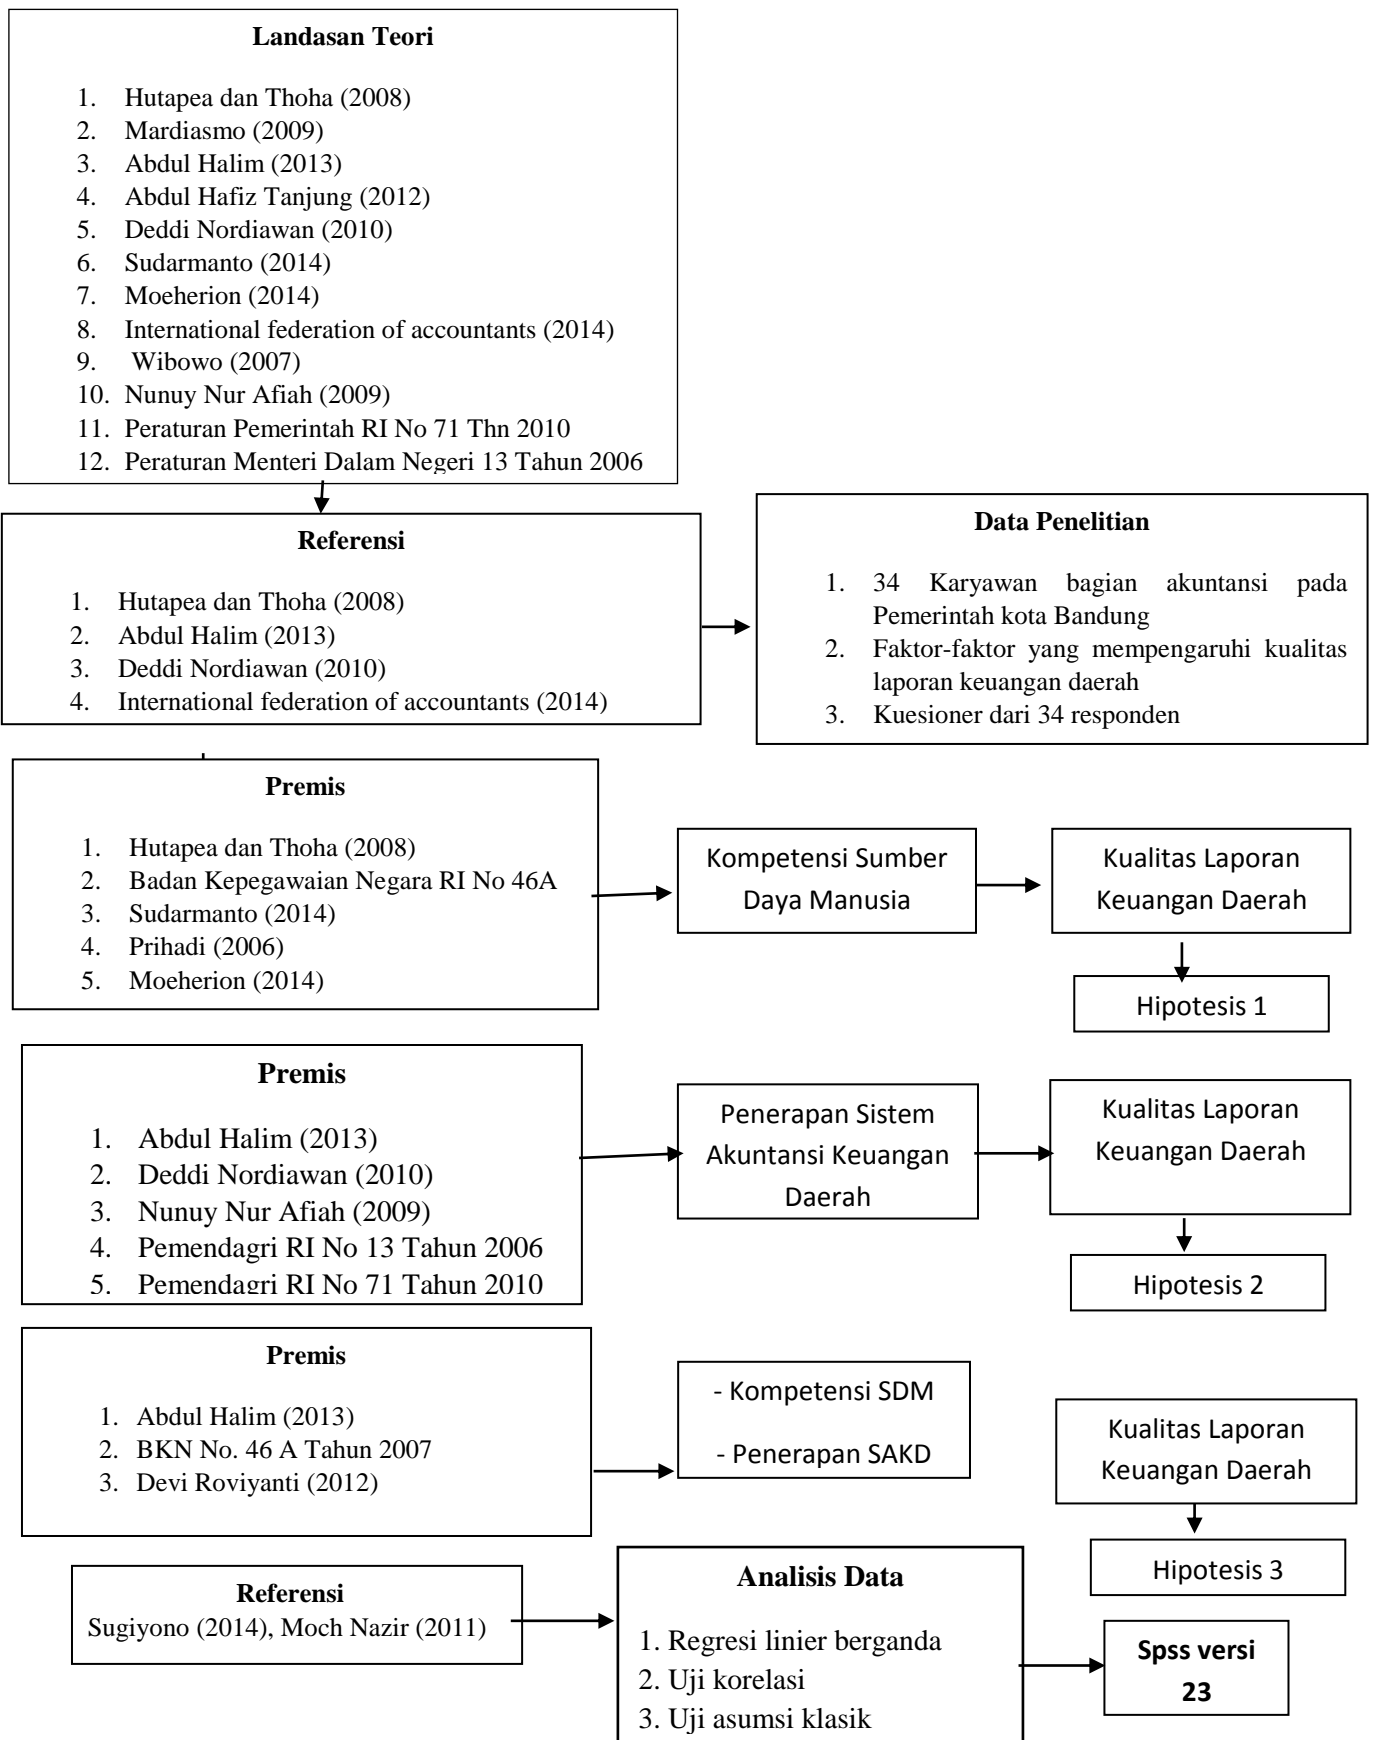 Landasan Teori
1. Hutapea dan Thoha (2008)
2. Mardiasmo (2009)
3. Abdul Halim (2013)
4. Abdul Hafiz Tanjung (2012)
5. Deddi Nordiawan (2010)
6. Sudarmanto (2014)
7. Moeherion (2014)
8. International federation of accountants (2014)
9. Wibowo (2007)
10. Nunuy Nur Afiah (2009)
11. Peraturan Pemerintah RI No 71 Thn 2010
12. Peraturan Menteri Dalam Negeri 13 Tahun 2006
Referensi
1. Hutapea dan Thoha (2008)
2. Abdul Halim (2013)
3. Deddi Nordiawan (2010)
4. International federation of accountants (2014)
Data Penelitian
1. 34 Karyawan bagian akuntansi pada
Pemerintah kota Bandung
2. Faktor-faktor yang mempengaruhi kualitas
laporan keuangan daerah
3. Kuesioner dari 34 responden
Premis
1. Hutapea dan Thoha (2008)
2. Badan Kepegawaian Negara RI No 46A
3. Sudarmanto (2014)
4. Prihadi (2006)
5. Moeherion (2014)
Kompetensi Sumber
Daya Manusia
Kualitas Laporan
Keuangan Daerah
Hipotesis 1
Premis
1. Abdul Halim (2013)
2. Deddi Nordiawan (2010)
3. Nunuy Nur Afiah (2009)
4. Pemendagri RI No 13 Tahun 2006
5. Pemendagri RI No 71 Tahun 2010
Penerapan Sistem
Akuntansi Keuangan
Daerah
Kualitas Laporan
Keuangan Daerah
Hipotesis 2
Premis
1. Abdul Halim (2013)
2. BKN No. 46 A Tahun 2007
3. Devi Roviyanti (2012)
- Kompetensi SDM
- Penerapan SAKD
Kualitas Laporan
Keuangan Daerah
Hipotesis 3
Referensi
Sugiyono (2014), Moch Nazir (2011)
Analisis Data
1. Regresi linier berganda
2. Uji korelasi
3. Uji asumsi klasik
Spss versi
23